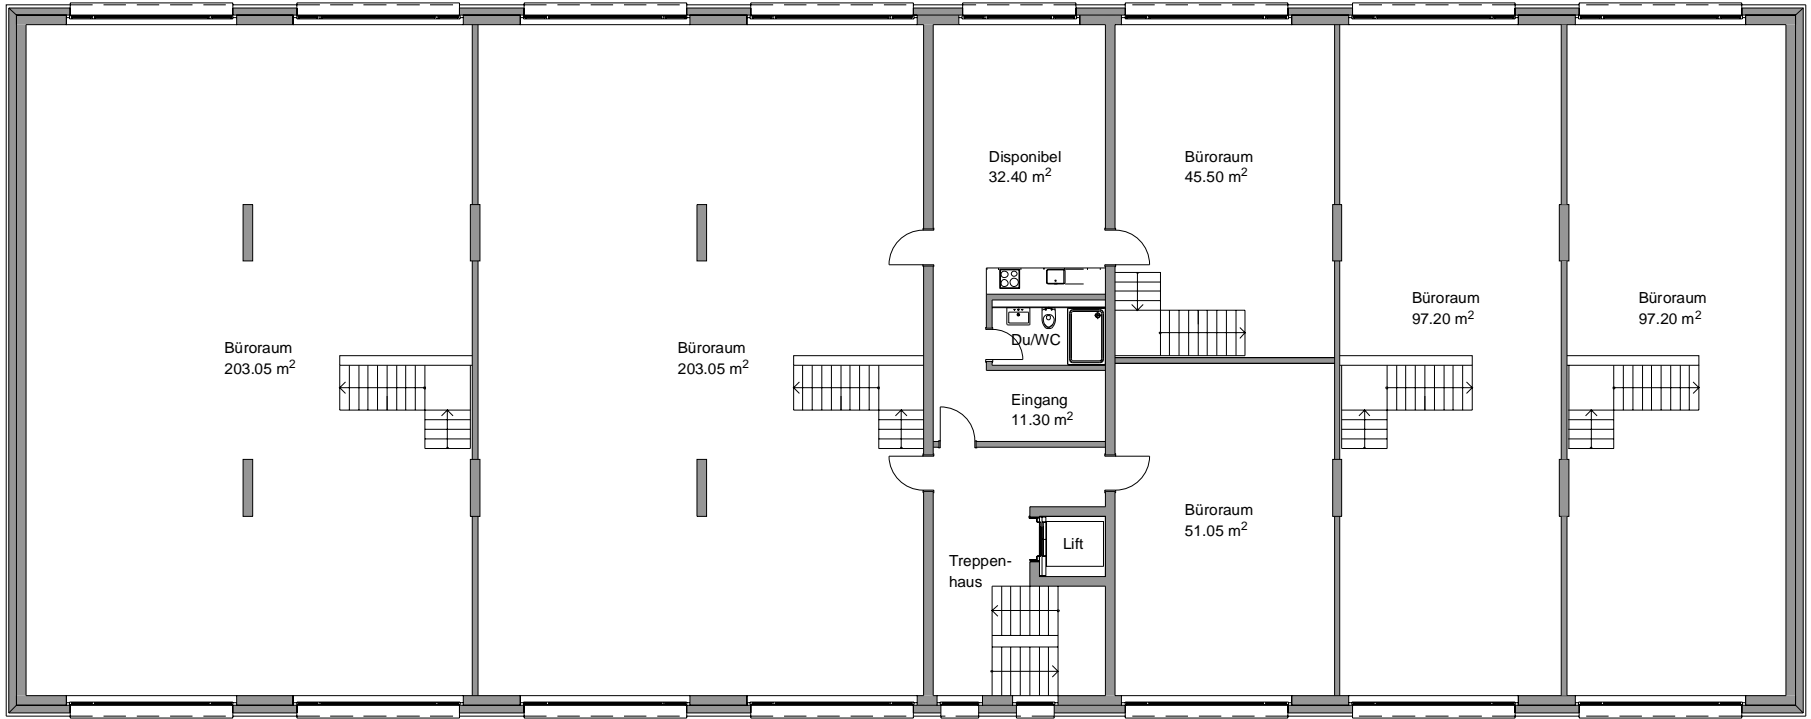 Disponibel
32.40 m²
Büroraum
45.50 m²
Büroraum
97.20 m²
Büroraum
97.20 m²
Büroraum
203.05 m²
Büroraum
203.05 m²
Du/WC
Eingang
11.30 m²
Büroraum
51.05 m²
Lift
Treppen-
haus